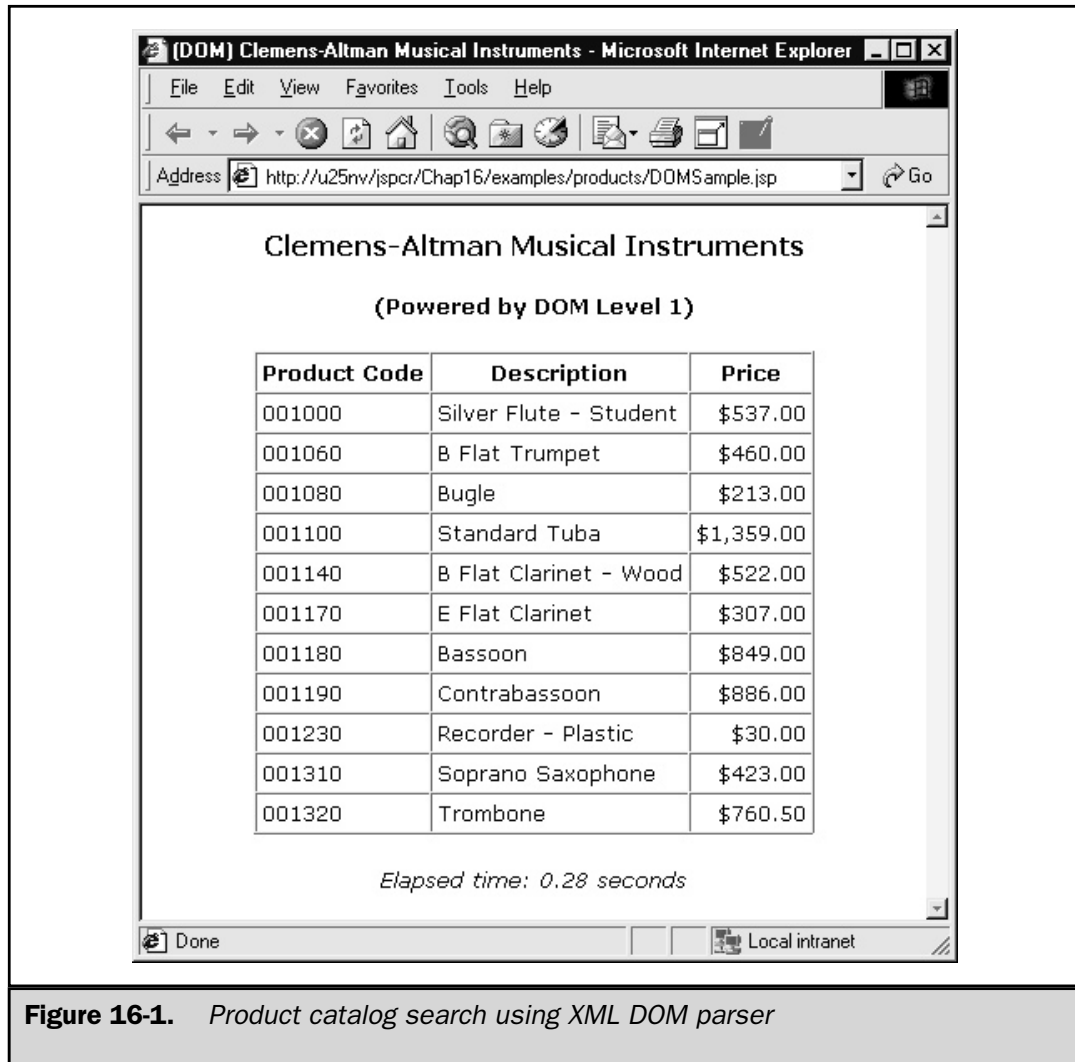 (DOM) Clemens-Altman Musical Instruments - Microsoft Internet Explorer
File Edit View Favorites Tools Help
Address http://u25nv/jspcr/Chap16/examples/products/DOMSample.jsp Go
Clemens-Altman Musical Instruments
(Powered by DOM Level 1)
Product Code Description Price
001000 Silver Flute - Student $537.00
001060 B Flat Trumpet $460.00
001080 Bugle $213.00
001100 Standard Tuba $1,359.00
001140 B Flat Clarinet - Wood $522.00
001170 E Flat Clarinet $307.00
001180 Bassoon $849.00
001190 Contrabassoon $886.00
001230 Recorder - Plastic $30.00
001310 Soprano Saxophone $423.00
001320 Trombone $760.50
Elapsed time: 0.28 seconds
Done Local intranet
Figure 16-1. Product catalog search using XML DOM parser